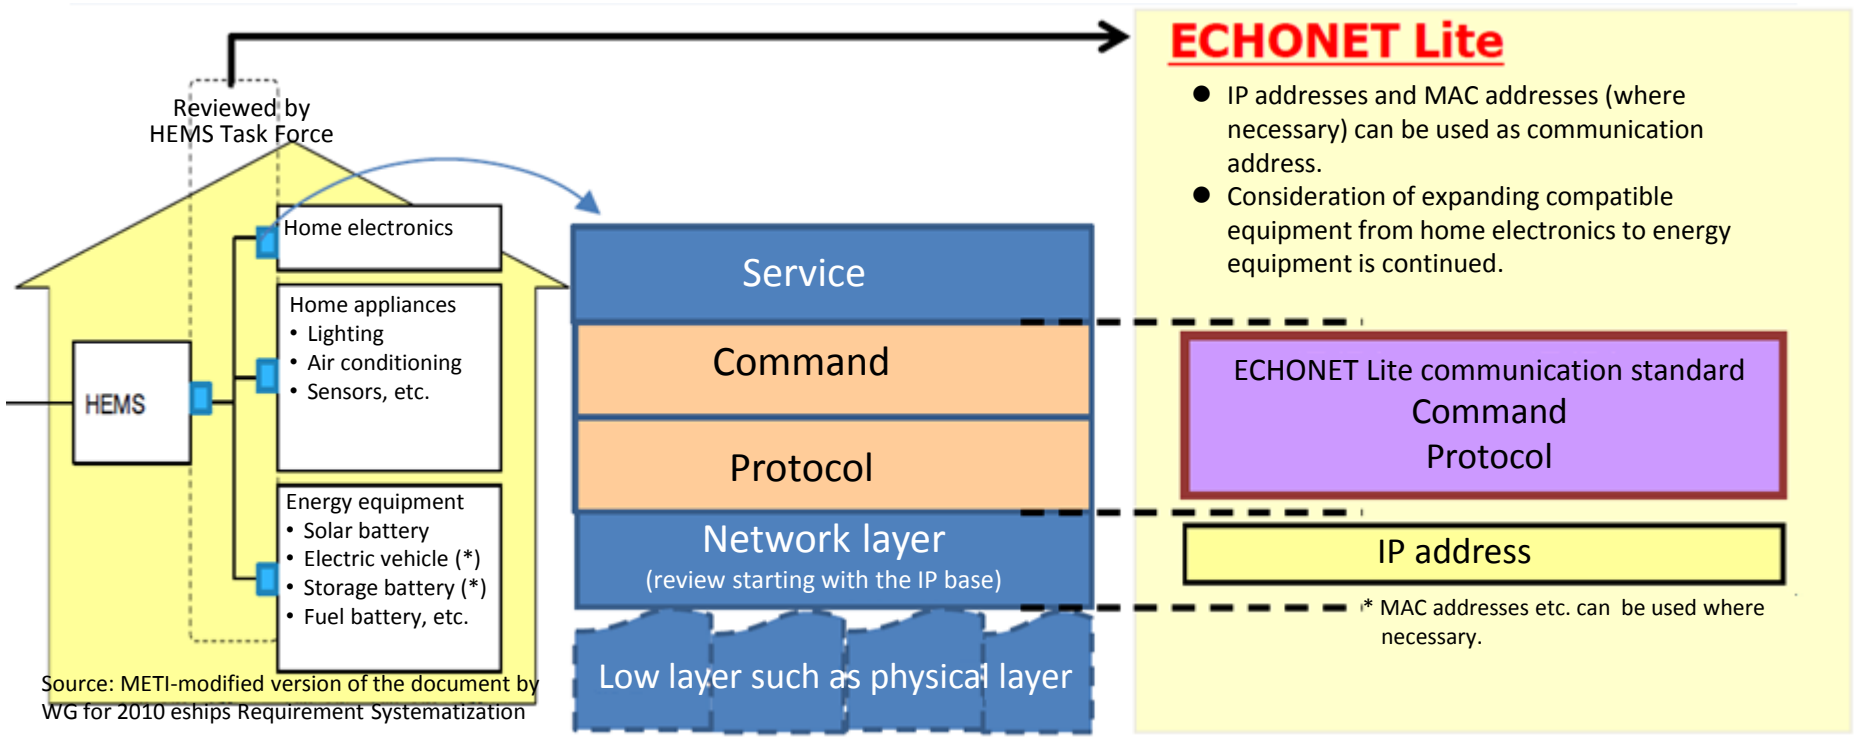 Reviewed by
HEMS Task Force
Home electronics
Home appliances
• Lighting
• Air conditioning
• Sensors, etc.
HEMS
Energy equipment
• Solar battery
• Electric vehicle (*)
• Storage battery (*)
• Fuel battery, etc.
Source: METI-modified version of the document by
WG for 2010 eships Requirement Systematization
Service
Command
Protocol
Network layer
(review starting with the IP base)
Low layer such as physical layer
ECHONET Lite
● IP addresses and MAC addresses (where
necessary) can be used as communication
address.
● Consideration of expanding compatible
equipment from home electronics to energy
equipment is continued.
ECHONET Lite communication standard
Command
Protocol
IP address
* MAC addresses etc. can be used where
necessary.